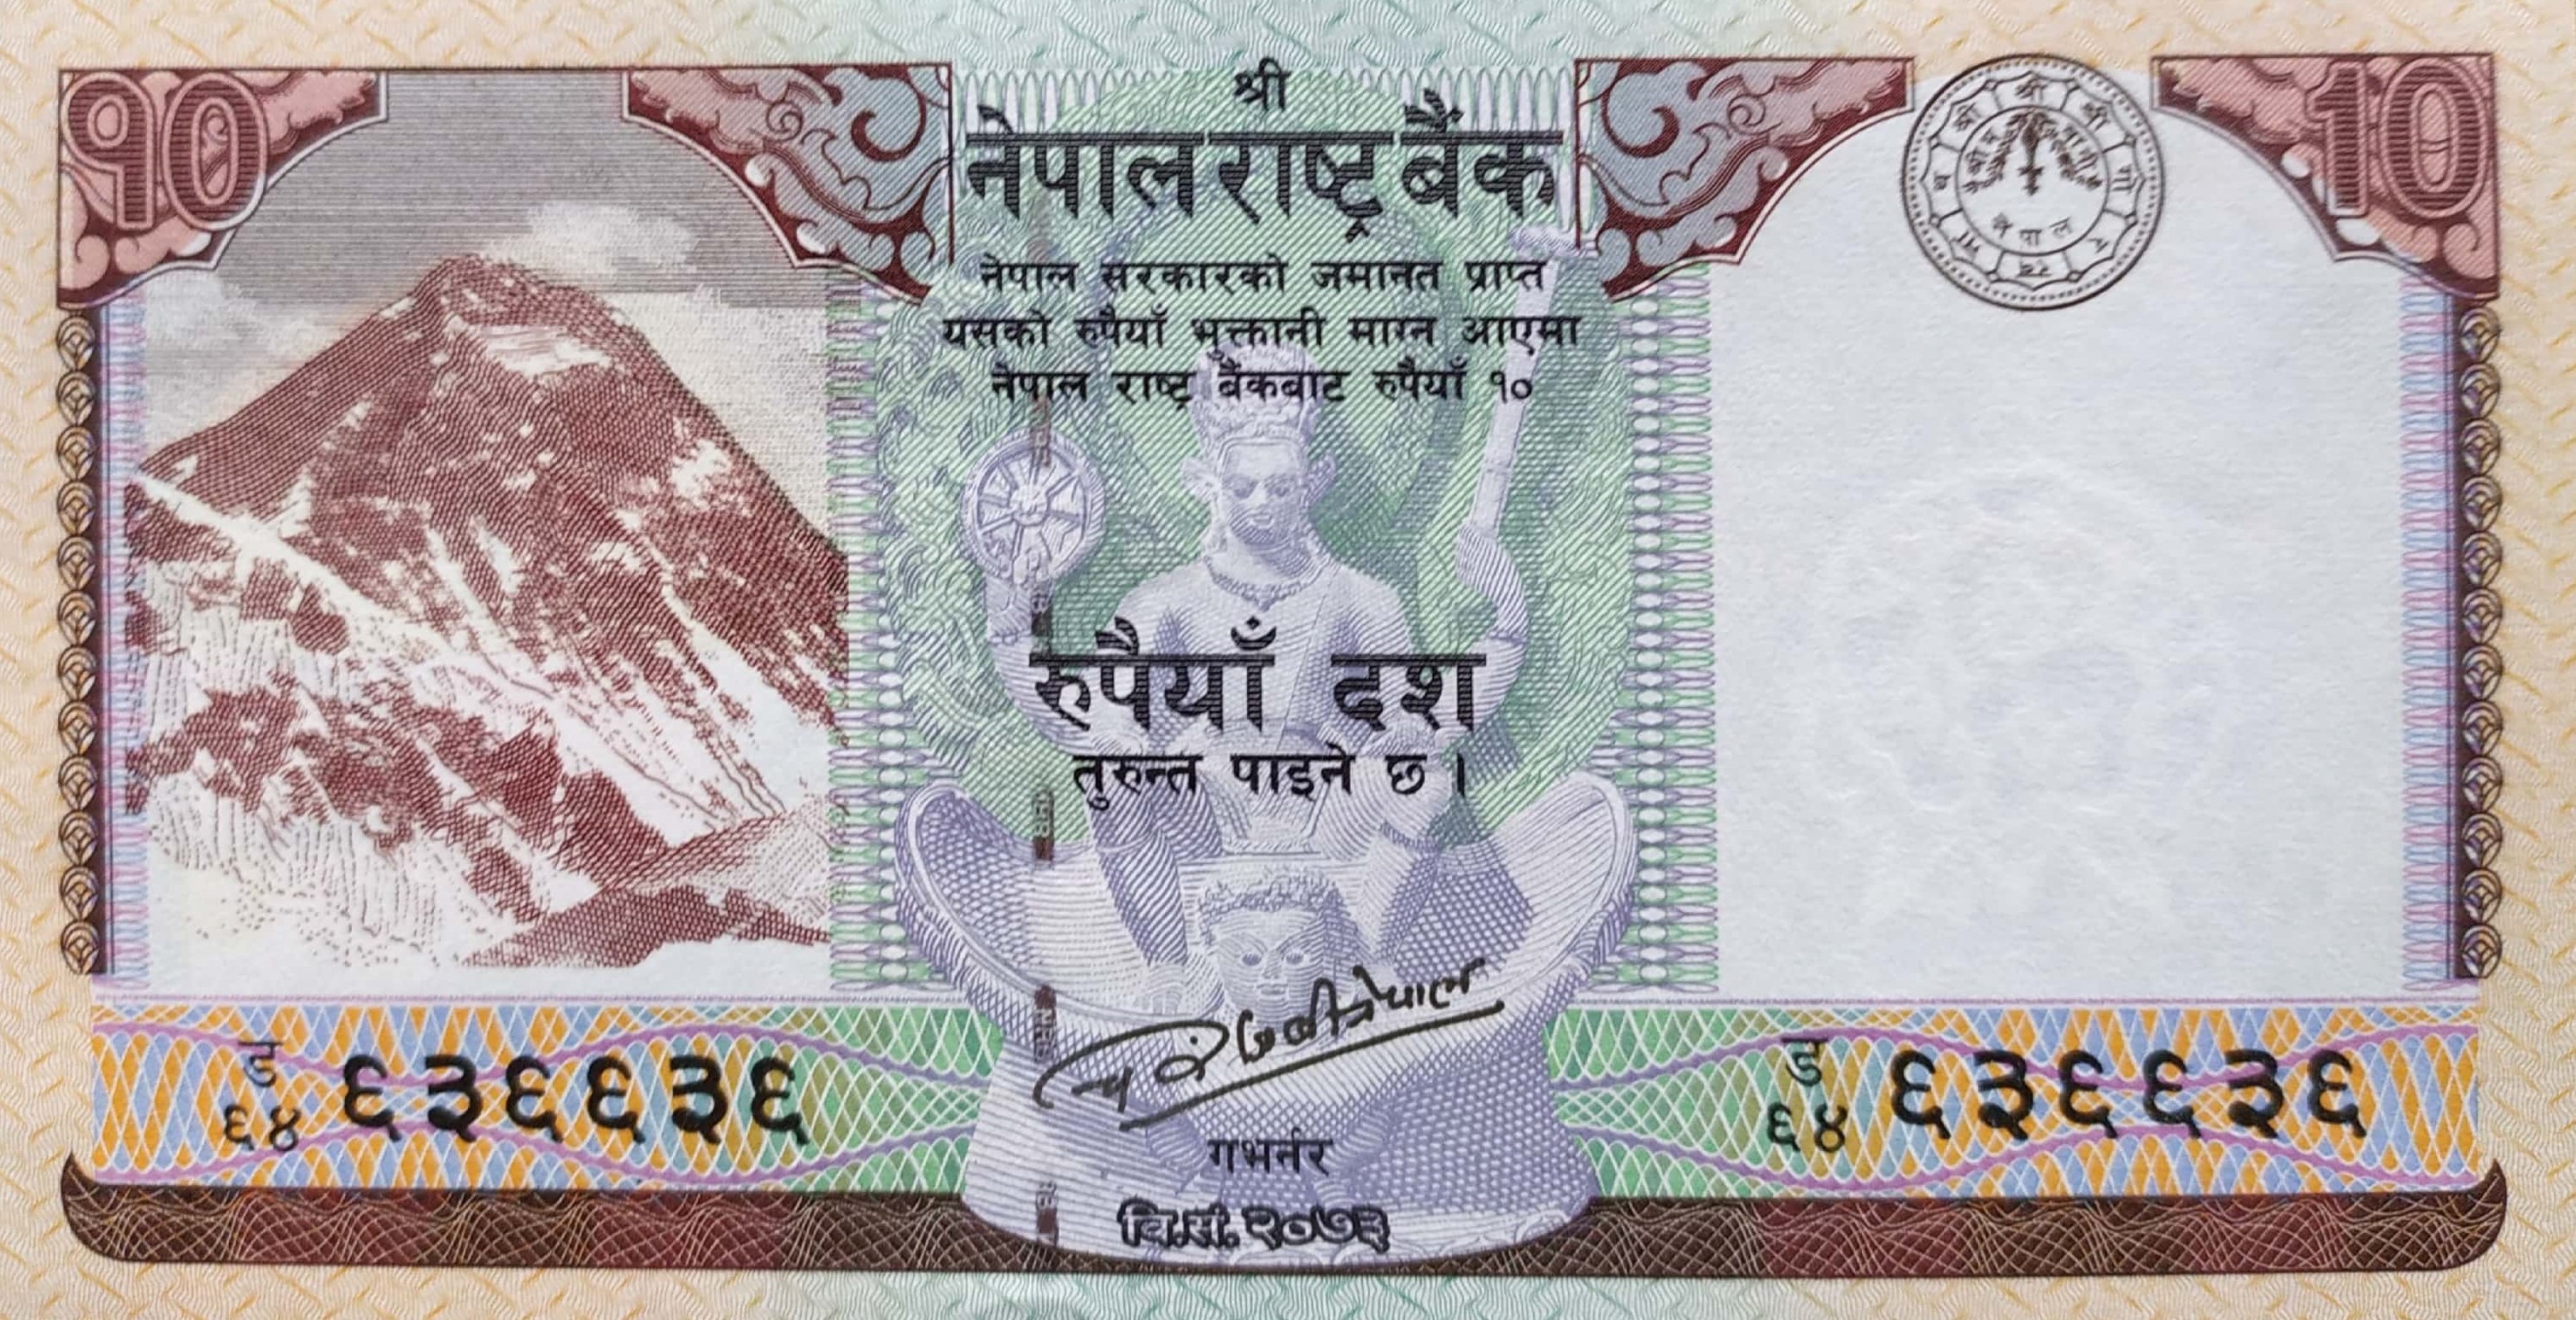 १०
10
श्री
नेपाल राष्ट्र बैंक
नेपाल सरकारको जमानत प्राप्त
यसको रुपैयाँ भुक्तानी माग्न आएमा
नेपाल राष्ट्र बैंकबाट रुपैयाँ १०
रुपैयाँ दश
तुरुन्त पाइने छ ।
ड
६४ ६३६६३६
ड
६४ ६३६६३६
गभर्नर
वि.सं. २०७३